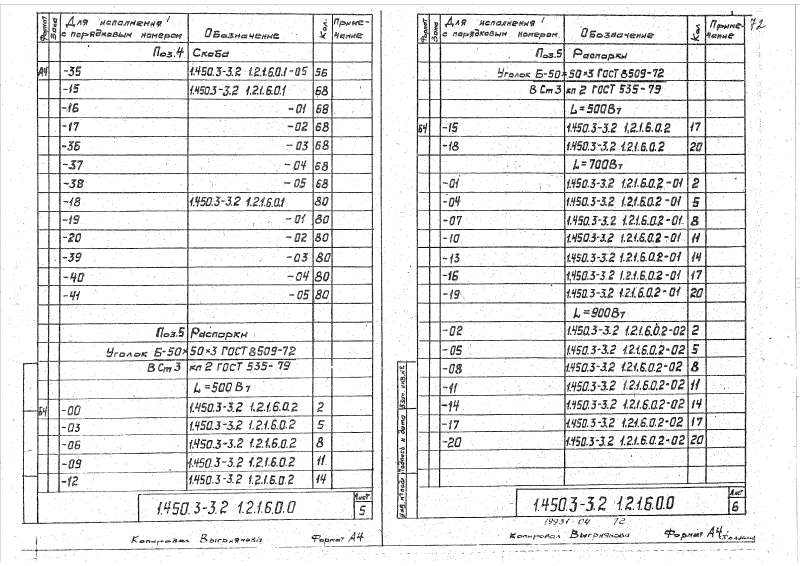 Формат
Зона
Для исполнения с порядковым номером
Обозначение
Кол.
Примечание
Поз.4 Скоба
А4 -35 1.450.3-3.2 1.2.1.6.0.1-05 56
-15 1.450.3-3.2 1.2.1.6.0.1 68
-16 -01 68
-17 -02 68
-36 -03 68
-37 -04 68
-38 -05 68
-18 1.450.3-3.2 1.2.1.6.0.1 80
-19 -01 80
-20 -02 80
-39 -03 80
-40 -04 80
-41 -05 80
Поз.5 Распорки
Уголок Б-50×50×3 ГОСТ 8509-72
В Ст 3 кп 2 ГОСТ 535-79
L=500 Вт
Б4 -00 1.450.3-3.2 1.2.1.6.0.2 2
-03 1.450.3-3.2 1.2.1.6.0.2 5
-06 1.450.3-3.2 1.2.1.6.0.2 8
-09 1.450.3-3.2 1.2.1.6.0.2 11
-12 1.450.3-3.2 1.2.1.6.0.2 14
1.450.3-3.2 1.2.1.6.0.0
Лист
5
Копировал Выгрнянова Формат А4
72
Формат
Зона
Для исполнения с порядковым номером
Обозначение
Кол.
Примечание
Поз.5 Распорки
Уголок Б-50×50×3 ГОСТ 8509-72
В Ст 3 кп 2 ГОСТ 535-79
L=500 Вт
Б4 -15 1.450.3-3.2 1.2.1.6.0.2 17
-18 1.450.3-3.2 1.2.1.6.0.2 20
L=700 Вт
-01 1.450.3-3.2 1.2.1.6.0.2-01 2
-04 1.450.3-3.2 1.2.1.6.0.2-01 5
-07 1.450.3-3.2 1.2.1.6.0.2-01 8
-10 1.450.3-3.2 1.2.1.6.0.2-01 11
-13 1.450.3-3.2 1.2.1.6.0.2-01 14
-16 1.450.3-3.2 1.2.1.6.0.2-01 17
-19 1.450.3-3.2 1.2.1.6.0.2-01 20
L=900 Вт
-02 1.450.3-3.2 1.2.1.6.0.2-02 2
-05 1.450.3-3.2 1.2.1.6.0.2-02 5
-08 1.450.3-3.2 1.2.1.6.0.2-02 8
-11 1.450.3-3.2 1.2.1.6.0.2-02 11
-14 1.450.3-3.2 1.2.1.6.0.2-02 14
-17 1.450.3-3.2 1.2.1.6.0.2-02 17
-20 1.450.3-3.2 1.2.1.6.0.2-02 20
Взам. инв. №
Подпись и дата
Инв. № подл.
1.450.3-3.2 1.2.1.6.0.0
Лист
6
19931-04 72
Копировал Выгрнянова Формат А4